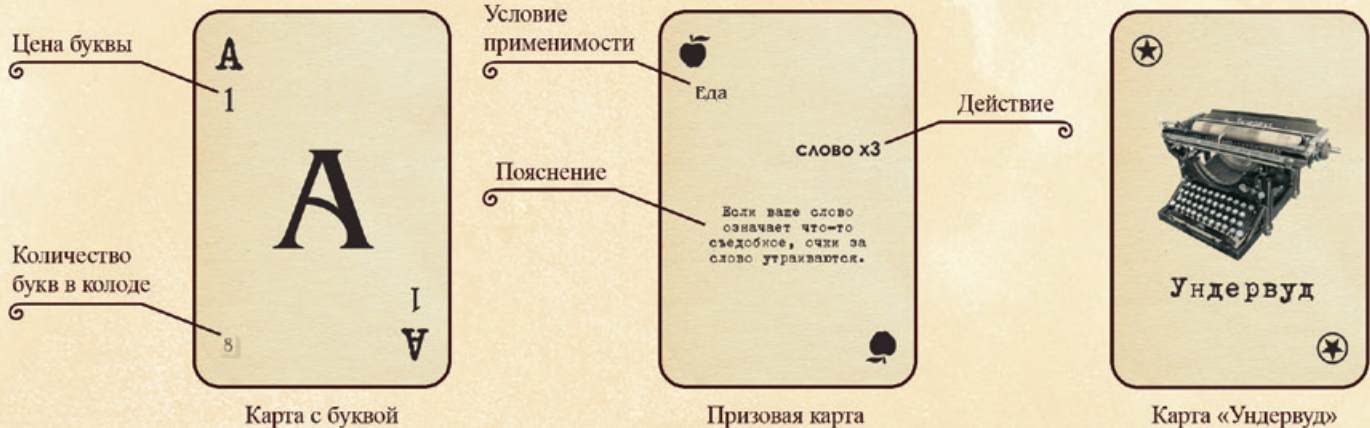 Цена буквы
А
1
А
Количество
букв в колоде
8
1
А
Карта с буквой
Условие
применимости
Еда
Действие
СЛОВО х3
Пояснение
Если ваше слово
означает что-то
съедобное, очки за
слово утраиваются.
Призовая карта
Ундервуд
Карта «Ундервуд»